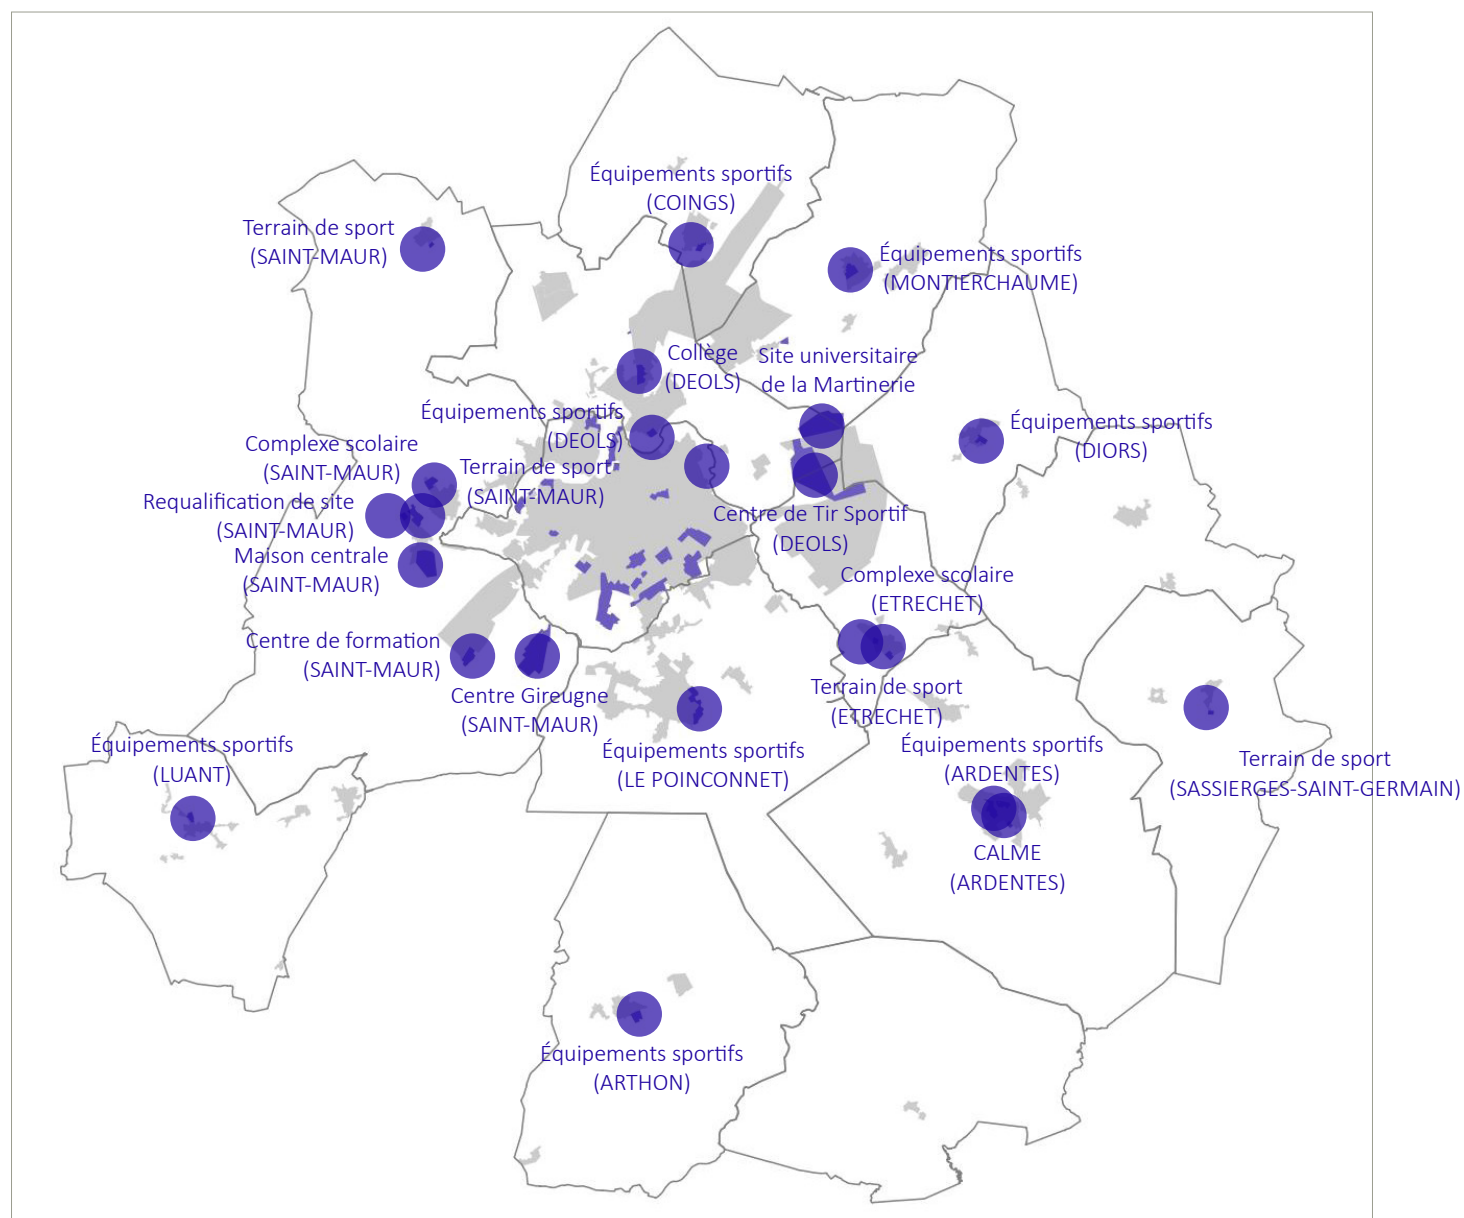 Équipements sportifs
(COINGS)
Terrain de sport
(SAINT-MAUR)
Équipements sportifs
(MONTIERCHAUME)
Collège
(DEOLS)
Site universitaire
de la Martinerie
Équipements sportifs
(DEOLS)
Équipements sportifs
(DIORS)
Complexe scolaire
(SAINT-MAUR)
Terrain de sport
(SAINT-MAUR)
Requalification de site
(SAINT-MAUR)
Centre de Tir Sportif
(DEOLS)
Maison centrale
(SAINT-MAUR)
Complexe scolaire
(ETRECHET)
Centre de formation
(SAINT-MAUR)
Centre Gireugne
(SAINT-MAUR)
Terrain de sport
(ETRECHET)
Équipements sportifs
(LUANT)
Équipements sportifs
(LE POINCONNET)
Équipements sportifs
(ARDENTES)
Terrain de sport
(SASSIERGES-SAINT-GERMAIN)
CALME
(ARDENTES)
Équipements sportifs
(ARTHON)